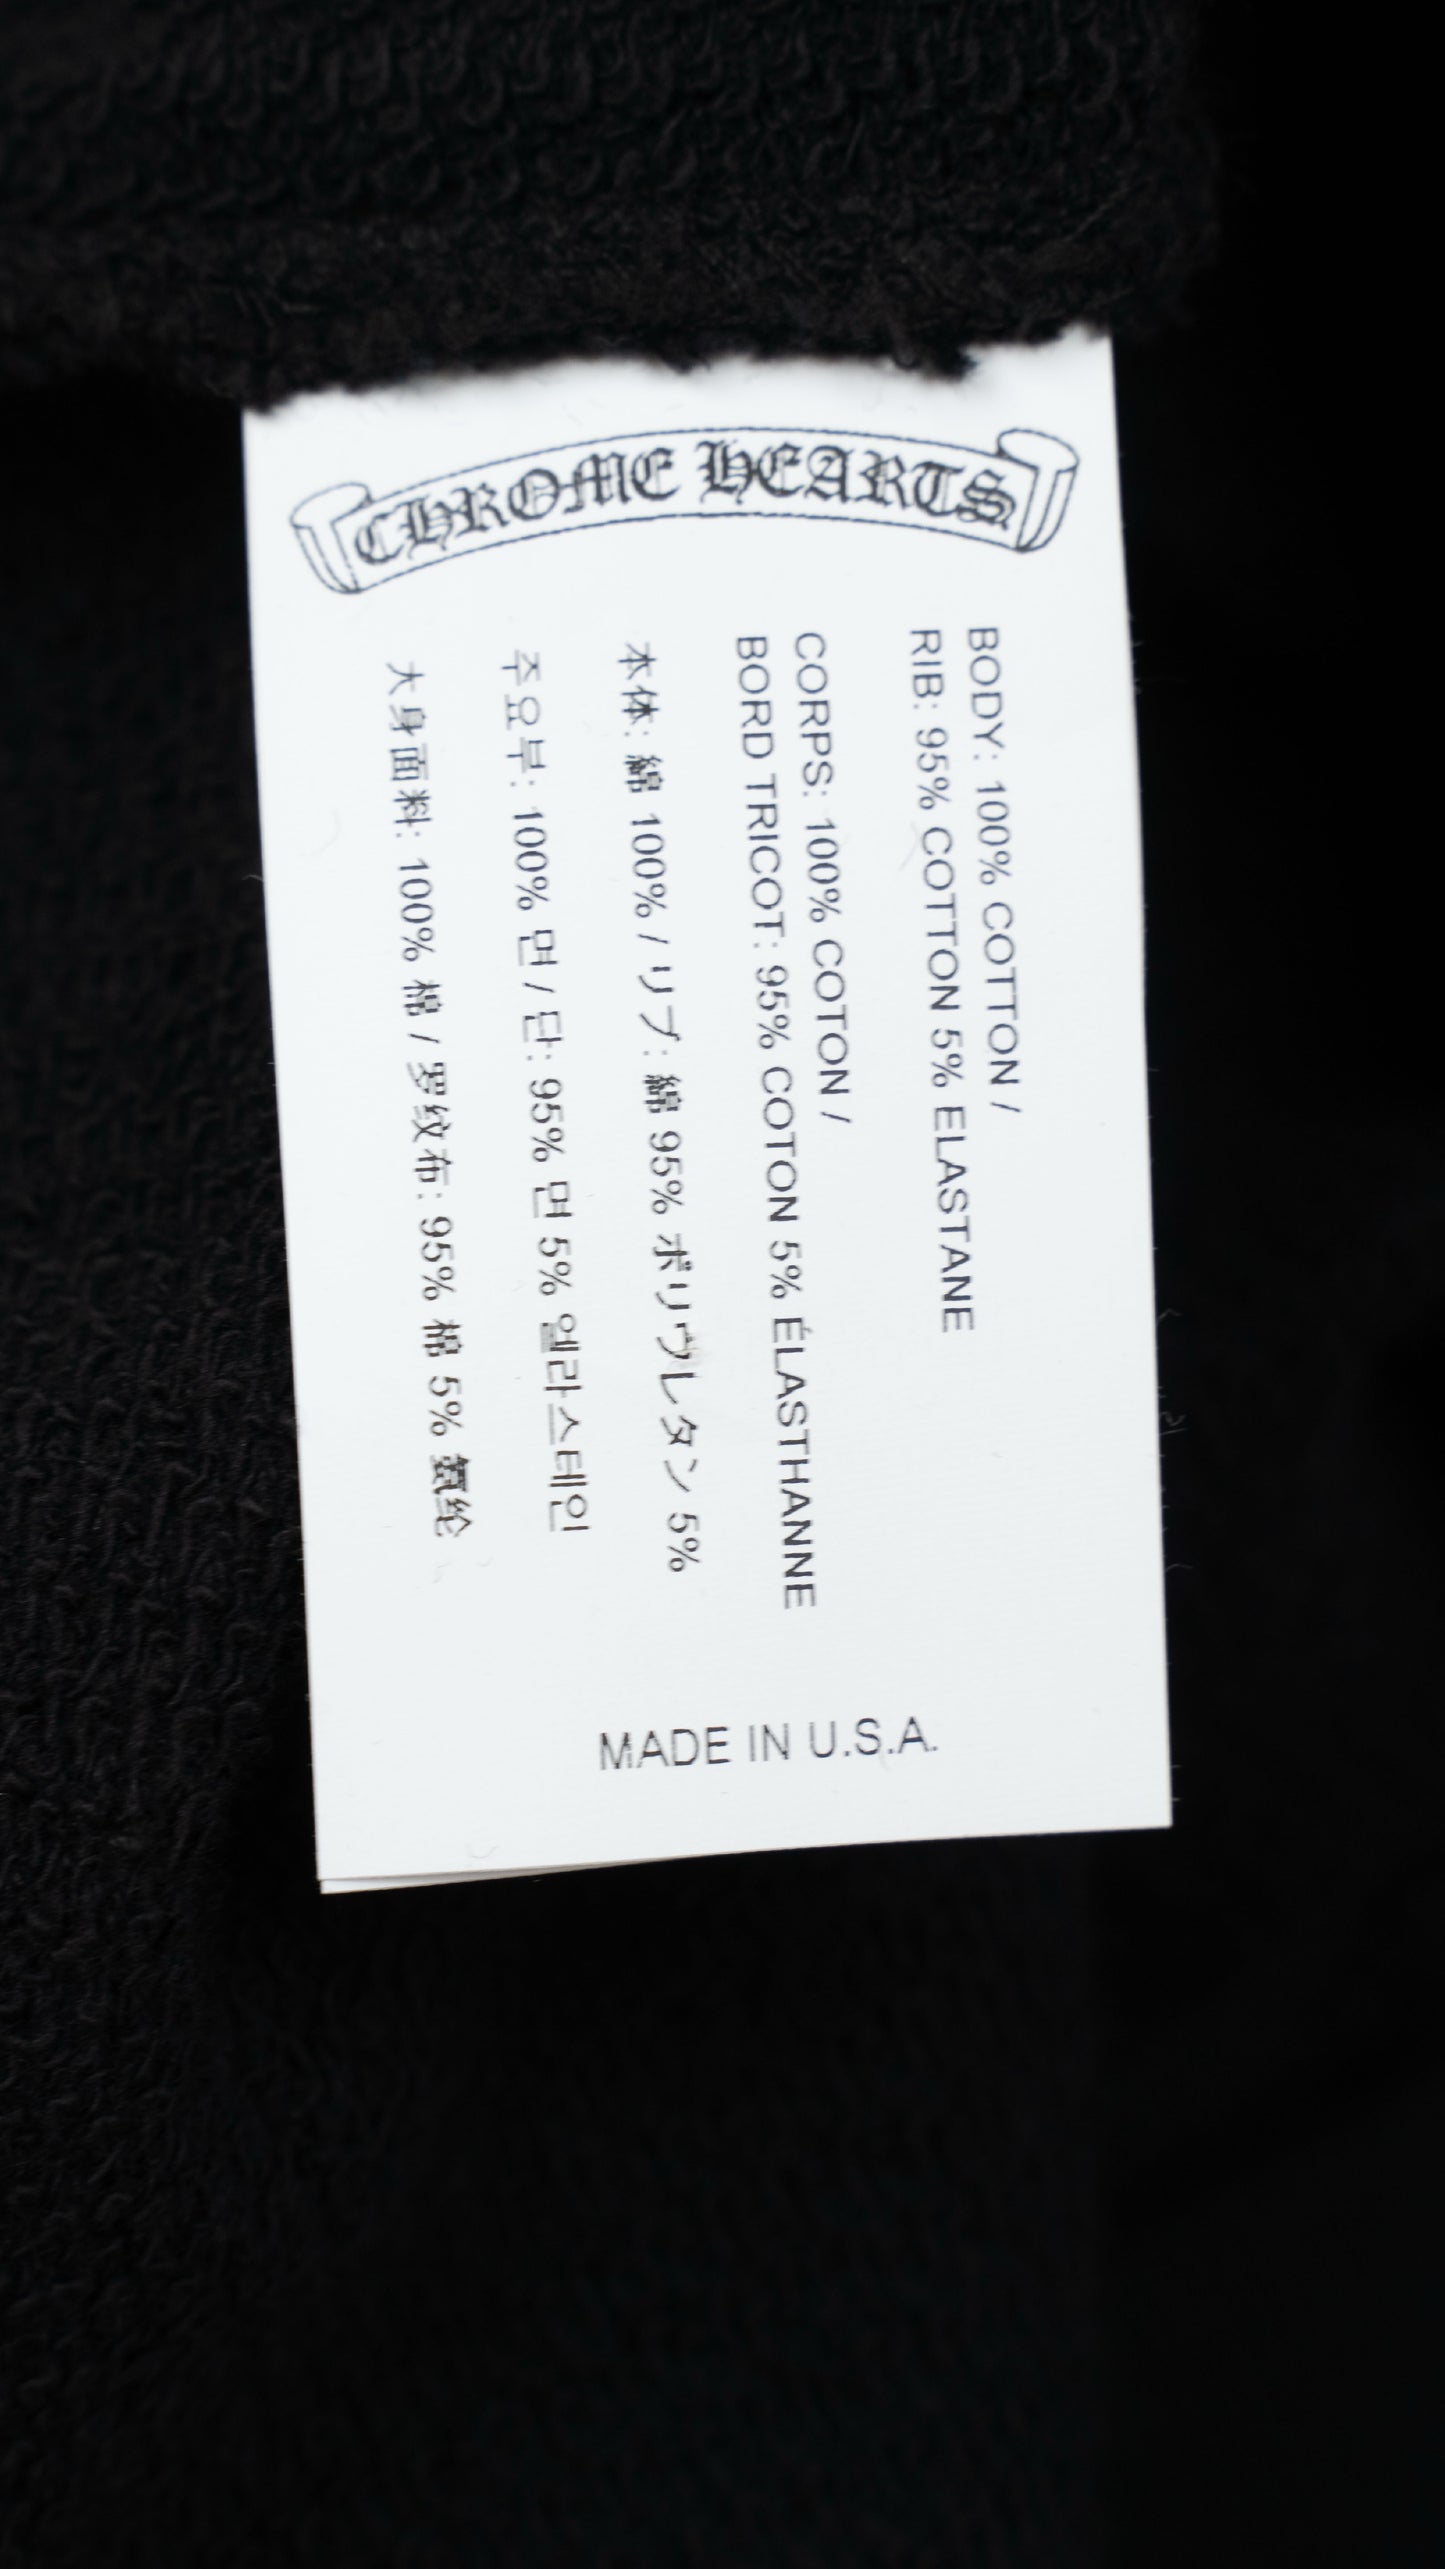 CHROME HEARTS
BODY: 100% COTTON /
RIB: 95% COTTON 5% ELASTANE
CORPS: 100% COTON /
BORD TRICOT: 95% COTON 5% ÉLASTHANNE
本体: 綿 100% / リブ: 綿 95% ポリウレタン 5%
주요부: 100% 면 / 단: 95% 면 5% 엘라스테인
大身面料: 100% 棉 / 罗纹布: 95% 棉 5% 氨纶
MADE IN U.S.A.